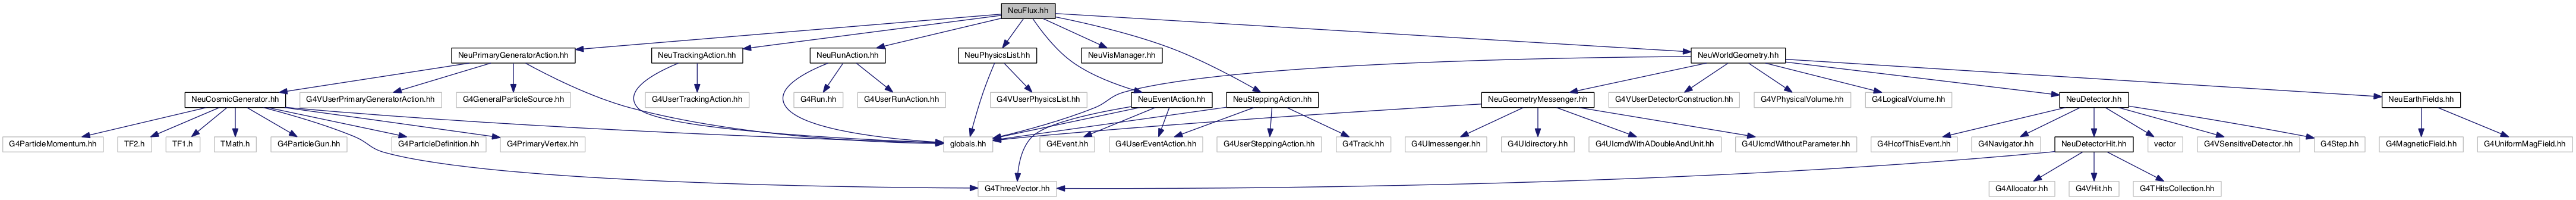 NeuFlux.hh
NeuPrimaryGeneratorAction.hh
NeuTrackingAction.hh
NeuRunAction.hh
NeuPhysicsList.hh
NeuVisManager.hh
NeuWorldGeometry.hh
NeuCosmicGenerator.hh
G4VUserPrimaryGeneratorAction.hh
G4GeneralParticleSource.hh
G4UserTrackingAction.hh
G4Run.hh
G4UserRunAction.hh
G4VUserPhysicsList.hh
NeuEventAction.hh
NeuSteppingAction.hh
NeuGeometryMessenger.hh
G4VUserDetectorConstruction.hh
G4VPhysicalVolume.hh
G4LogicalVolume.hh
NeuDetector.hh
NeuEarthFields.hh
G4ParticleMomentum.hh
TF2.h
TF1.h
TMath.h
G4ParticleGun.hh
G4ParticleDefinition.hh
G4PrimaryVertex.hh
globals.hh
G4Event.hh
G4UserEventAction.hh
G4UserSteppingAction.hh
G4Track.hh
G4UImessenger.hh
G4UIdirectory.hh
G4UIcmdWithADoubleAndUnit.hh
G4UIcmdWithoutParameter.hh
G4HCofThisEvent.hh
G4Navigator.hh
NeuDetectorHit.hh
vector
G4VSensitiveDetector.hh
G4Step.hh
G4MagneticField.hh
G4UniformMagField.hh
G4ThreeVector.hh
G4Allocator.hh
G4VHit.hh
G4THitsCollection.hh